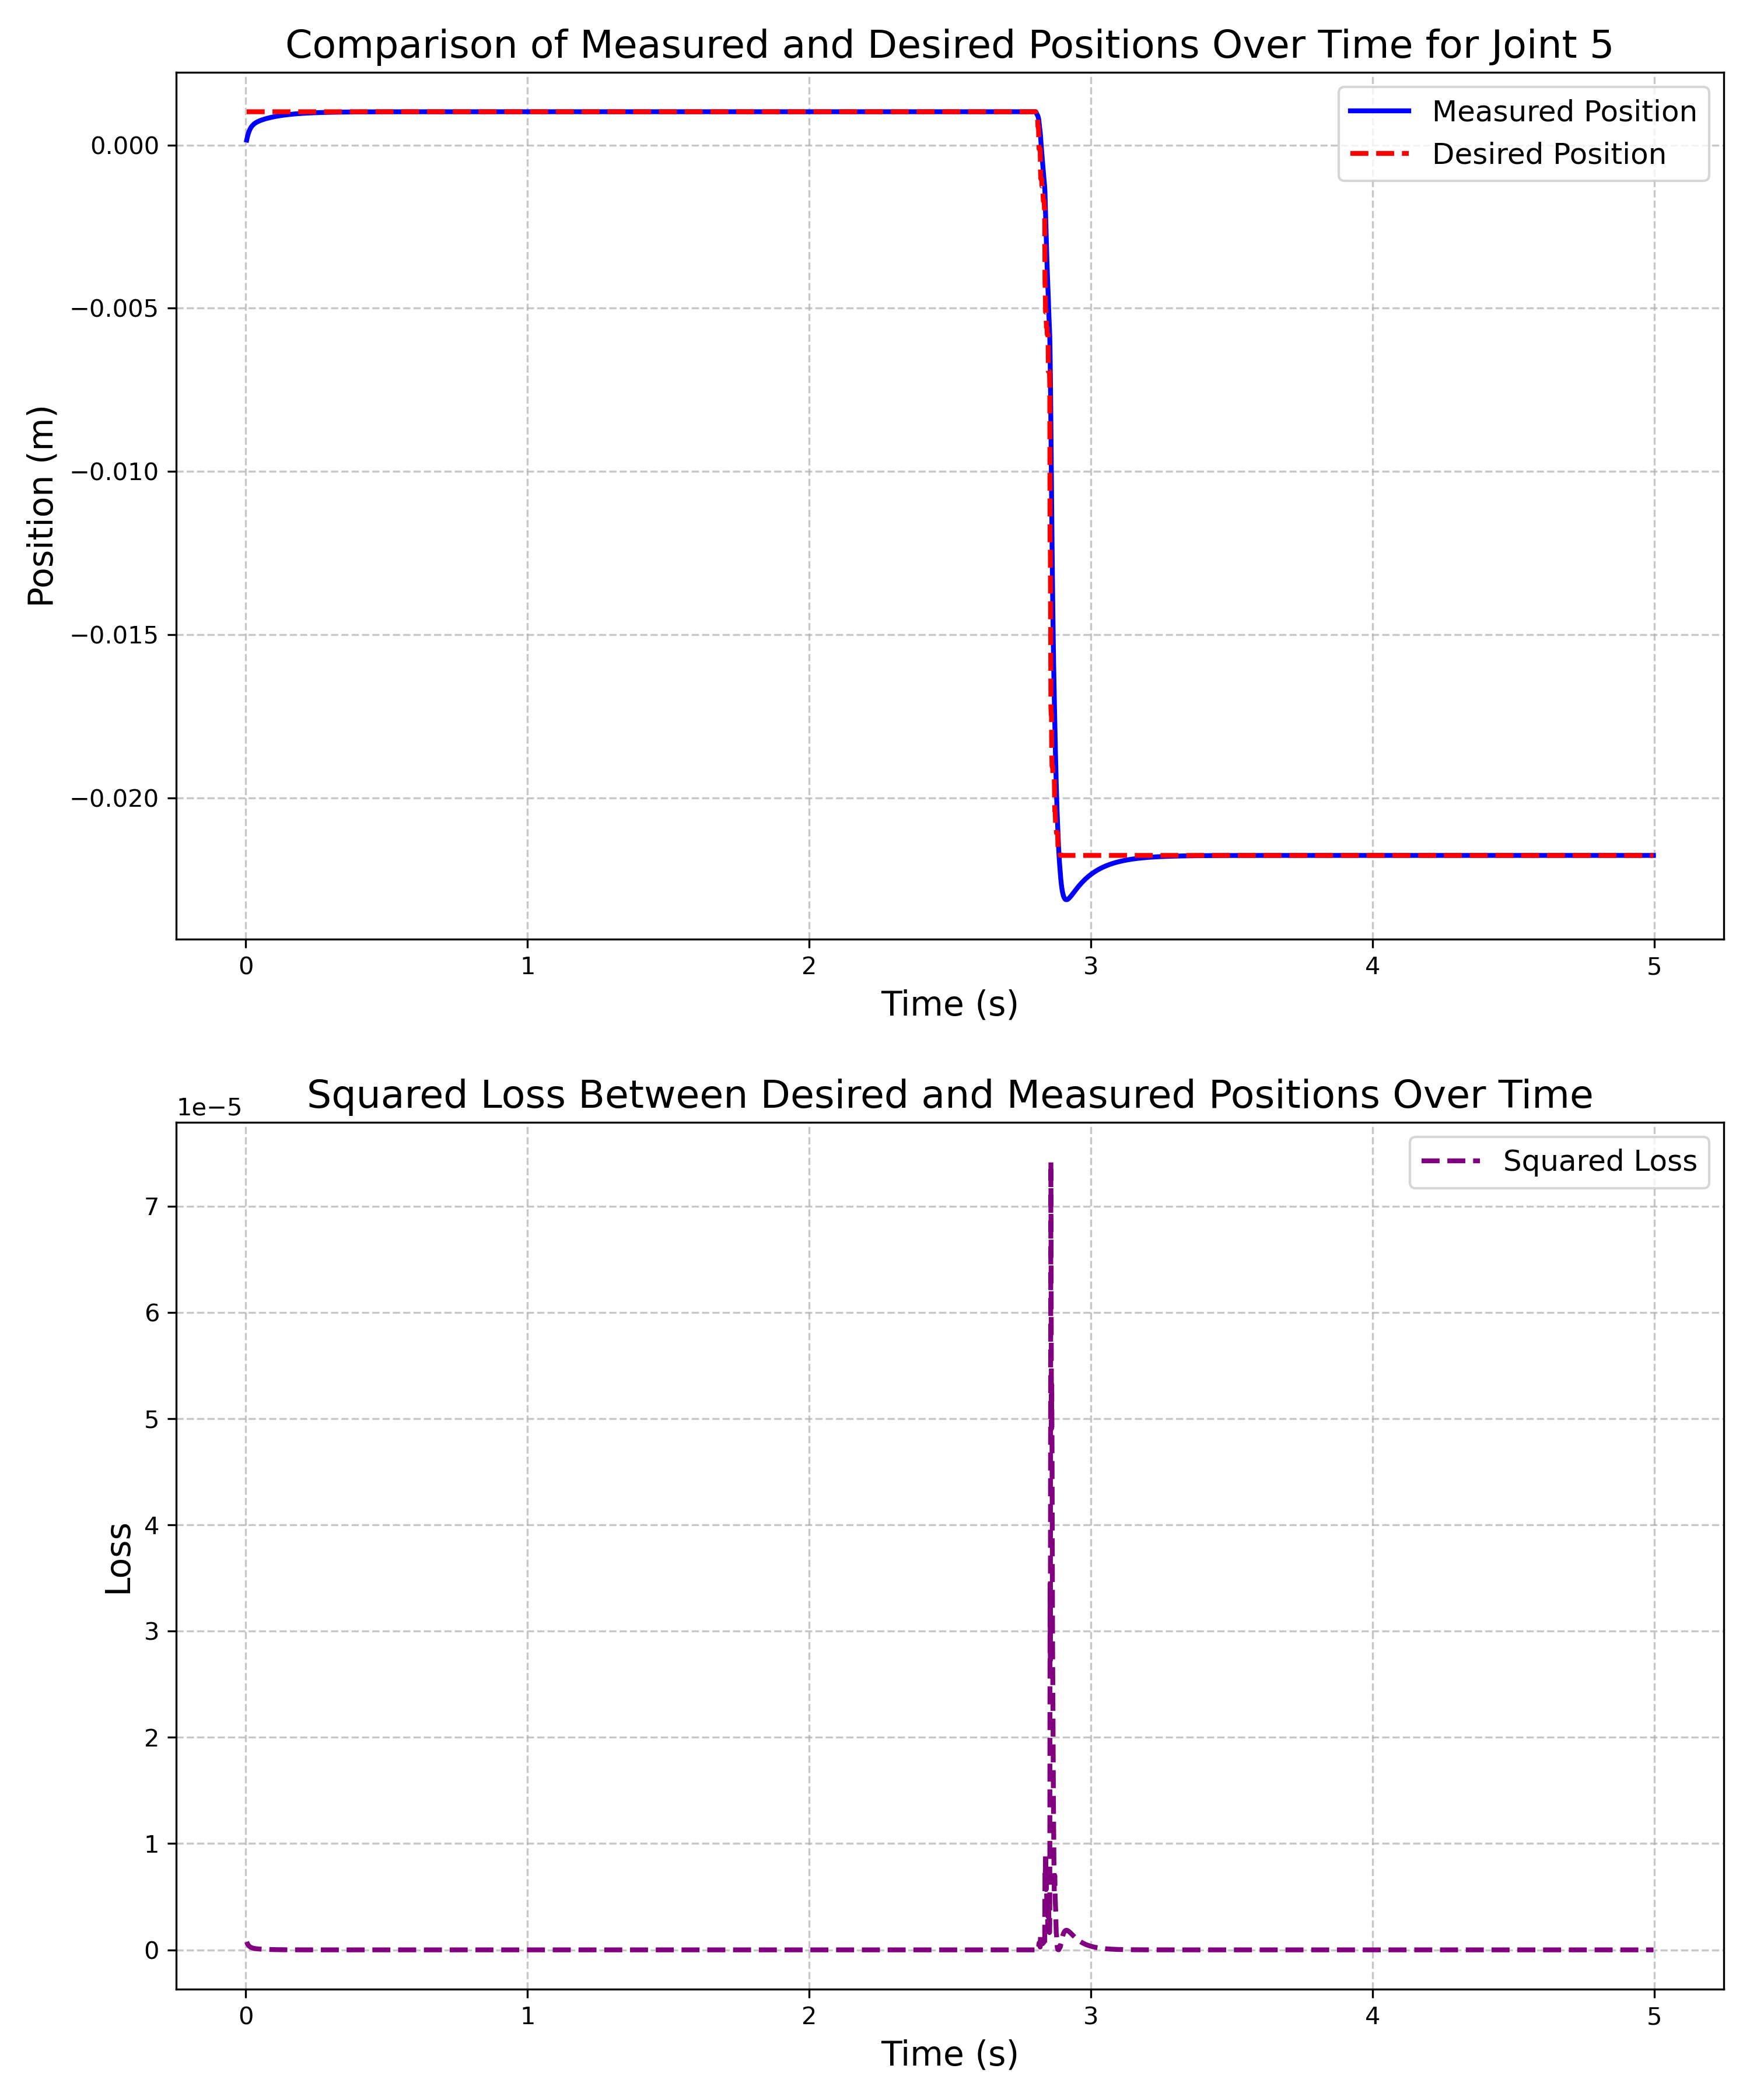 Comparison of Measured and Desired Positions Over Time for Joint 5
Measured Position
Desired Position
Position (m)
0.000
−0.005
−0.010
−0.015
−0.020
0 1 2 3 4 5
Time (s)
Squared Loss Between Desired and Measured Positions Over Time
1e−5
Squared Loss
Loss
7
6
5
4
3
2
1
0
0 1 2 3 4 5
Time (s)